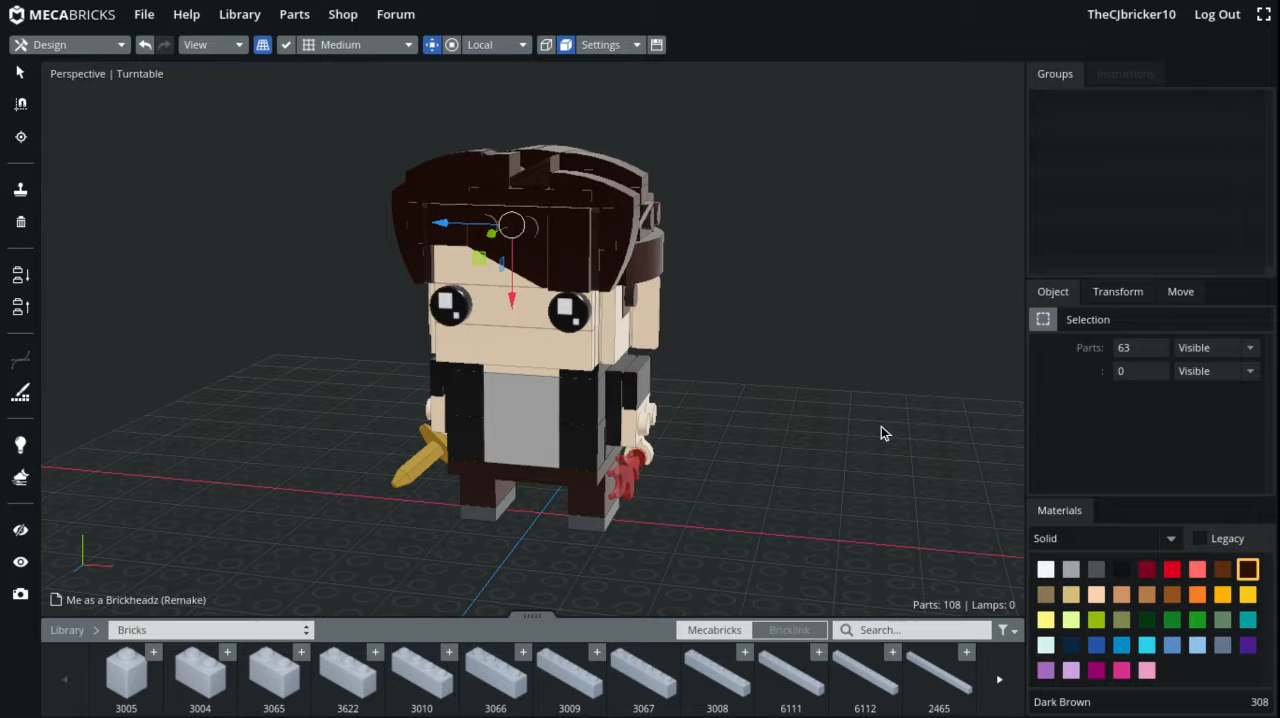 MECABRICKS File Help Library Parts Shop Forum TheCJbricker10 Log Out
Design View Medium Local Settings
Perspective | Turntable
Groups Instructions
Object Transform Move
Selection
Parts: 63 Visible
: 0 Visible
Materials
Solid Legacy
Me as a Brickheadz (Remake) Parts: 108 | Lamps: 0
Library Bricks Mecabricks Bricklink Search...
3005 3004 3065 3622 3010 3066 3009 3067 3008 6111 6112 2465
Dark Brown 308